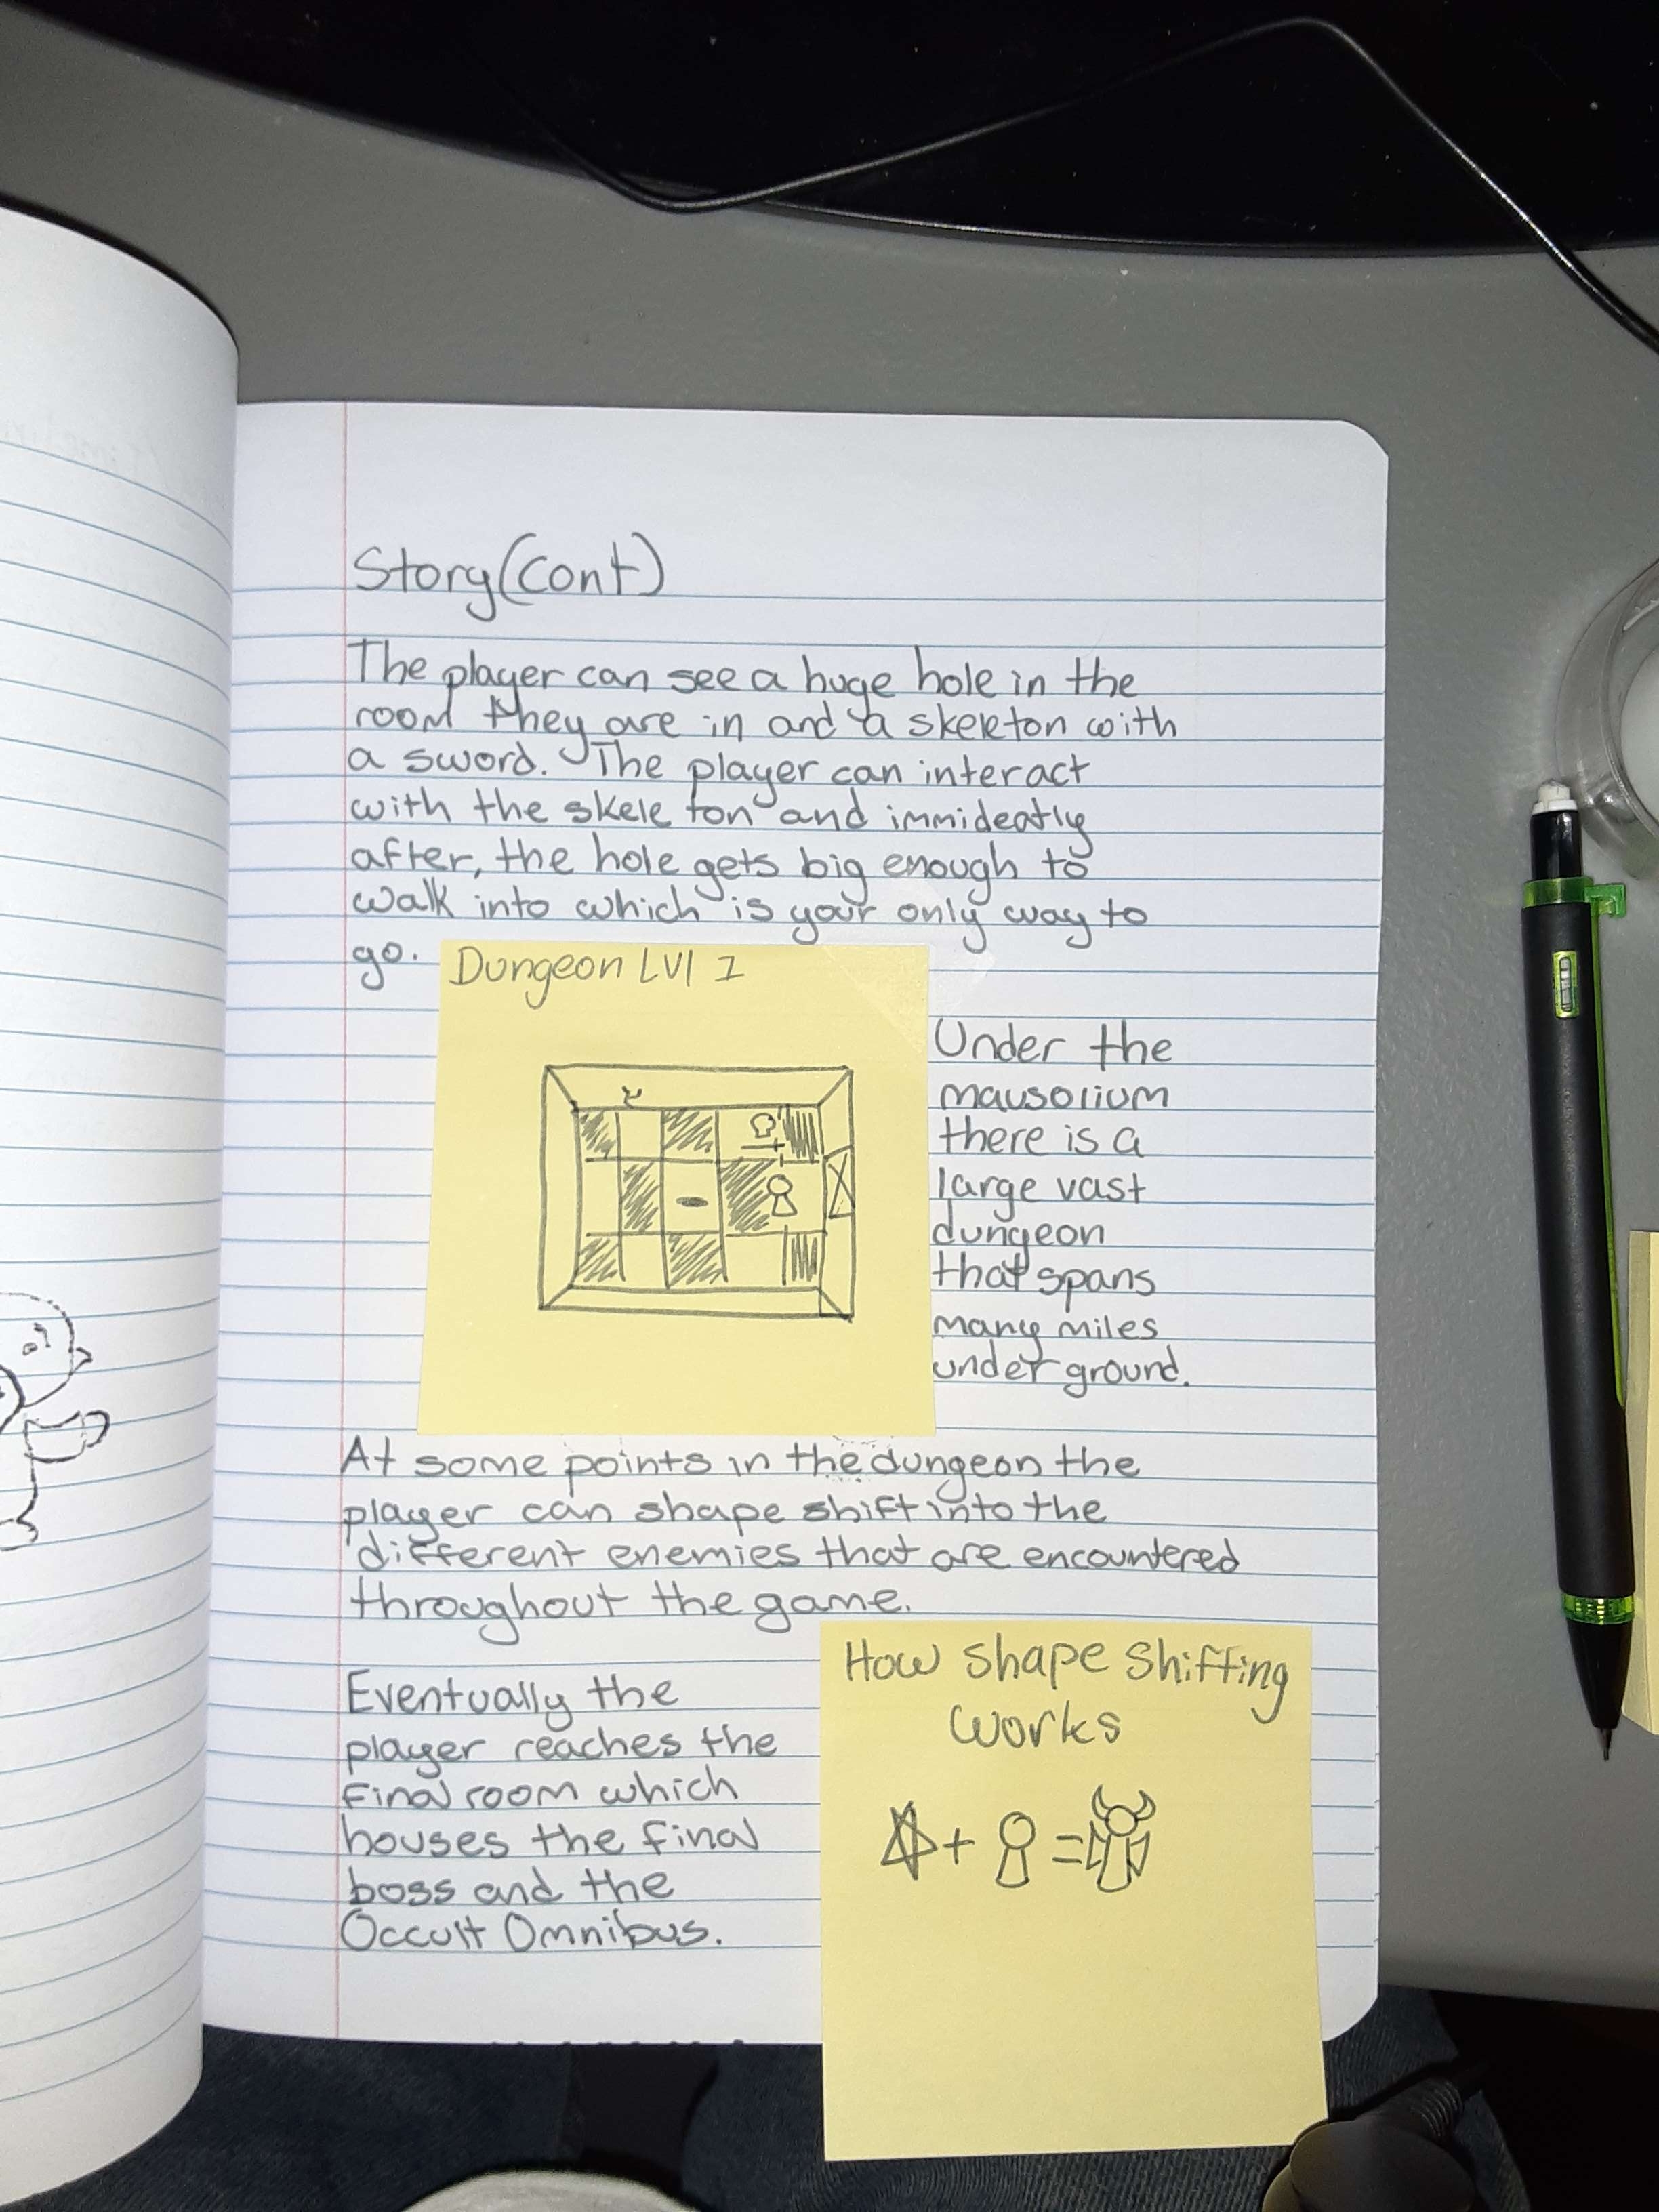 Story (Cont)
The player can see a huge hole in the
room they are in and a skeleton with
a sword. The player can interact
with the skele ton and immideatly
after, the hole gets big enough to
walk into which is your only way to
go.
Dungeon Lvl 1
Under the
mausolium
there is a
large vast
dungeon
that spans
many miles
under ground.
At some points in the dungeon the
player can shape shift into the
different enemies that are encountered
throughout the game.
Eventually the
player reaches the
final room which
houses the final
boss and the
Occult Omnibus.
How shape shifting
works
+ =